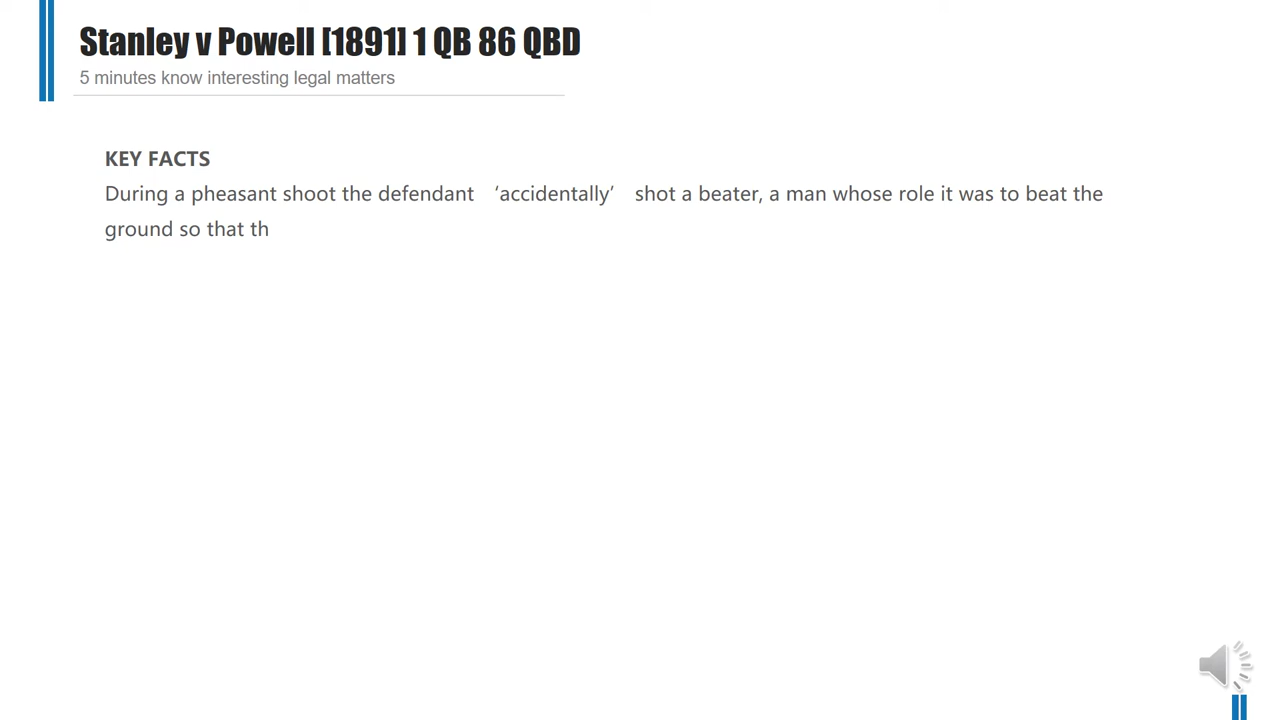 Stanley v Powell [1891] 1 QB 86 QBD
5 minutes know interesting legal matters
KEY FACTS
During a pheasant shoot the defendant ‘accidentally’ shot a beater, a man whose role it was to beat the
ground so that th